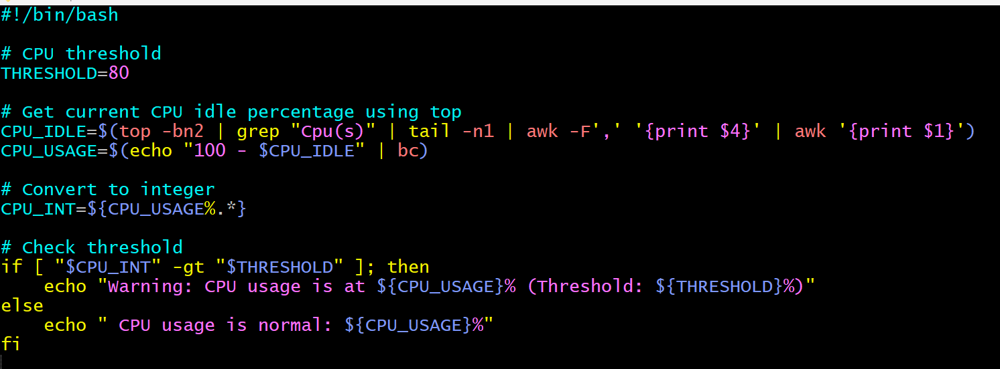 #!/bin/bash

# CPU threshold
THRESHOLD=80

# Get current CPU idle percentage using top
CPU_IDLE=$(top -bn2 | grep "Cpu(s)" | tail -n1 | awk -F',' '{print $4}' | awk '{print $1}')
CPU_USAGE=$(echo "100 - $CPU_IDLE" | bc)

# Convert to integer
CPU_INT=${CPU_USAGE%.*}

# Check threshold
if [ "$CPU_INT" -gt "$THRESHOLD" ]; then
    echo "Warning: CPU usage is at ${CPU_USAGE}% (Threshold: ${THRESHOLD}%)"
else
    echo " CPU usage is normal: ${CPU_USAGE}%"
fi